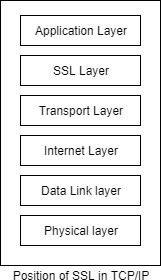 Application Layer
SSL Layer
Transport Layer
Internet Layer
Data Link layer
Physical layer
Position of SSL in TCP/IP